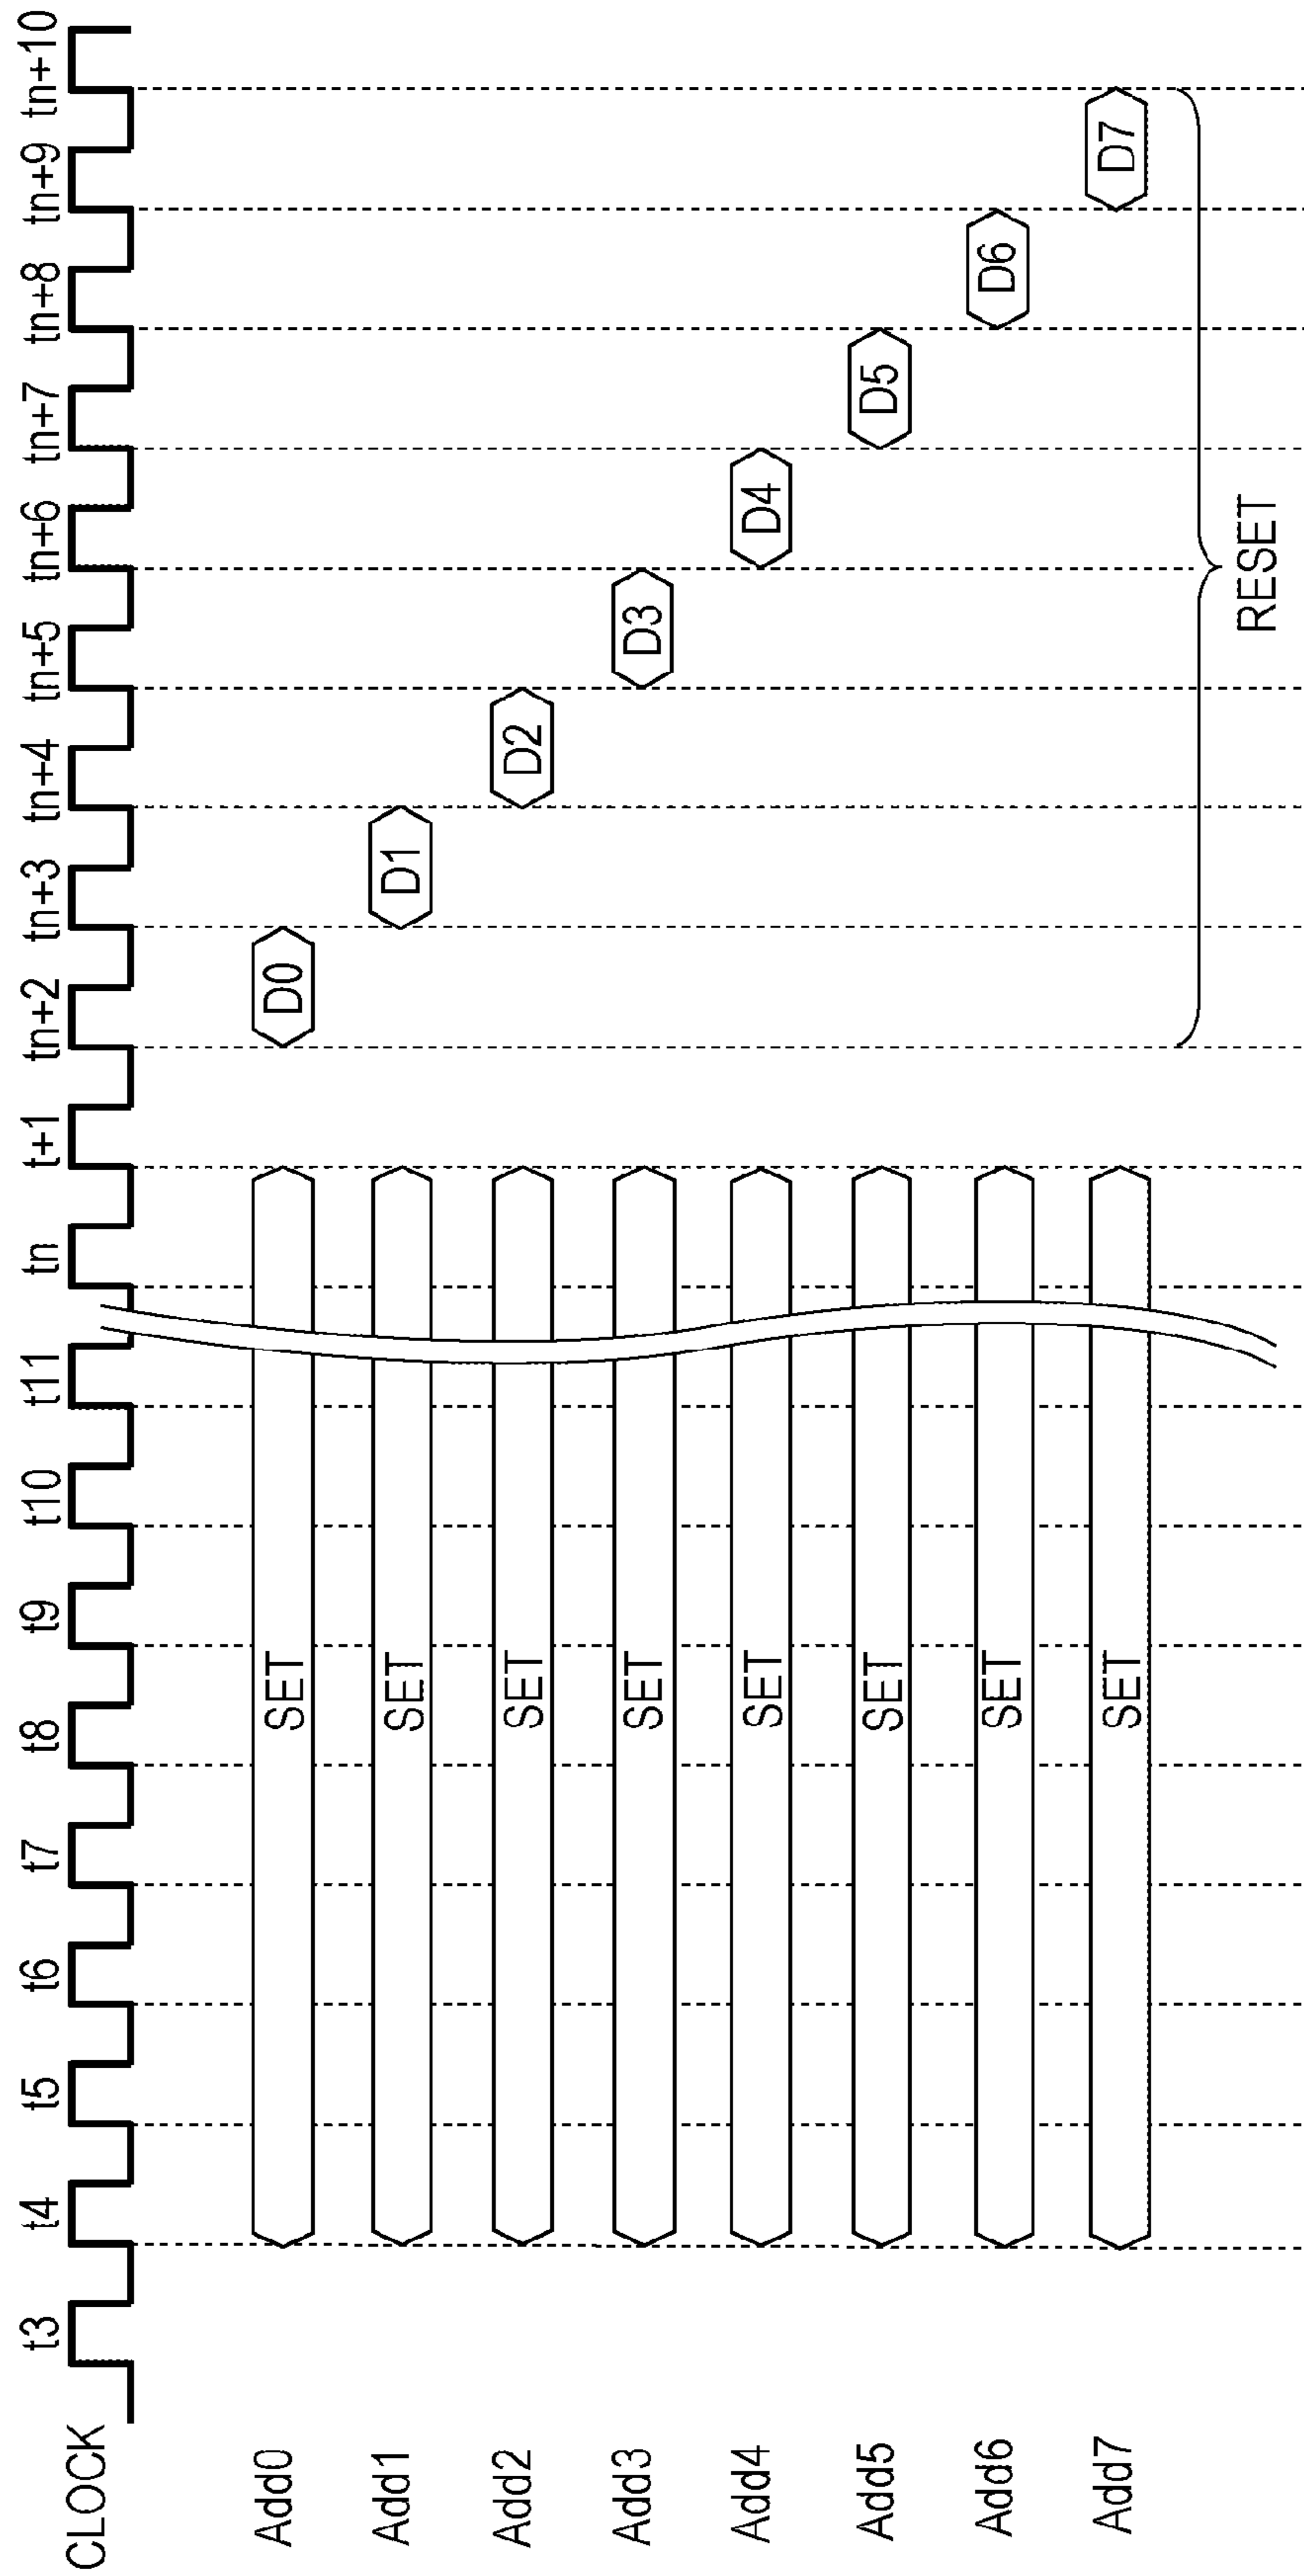 CLOCK t3 t4 t5 t6 t7 t8 t9 t10 t11 tn t+1 tn+2 tn+3 tn+4 tn+5 tn+6 tn+7 tn+8 tn+9 tn+10
Add0 SET D0
Add1 SET D1
Add2 SET D2
Add3 SET D3
Add4 SET D4
Add5 SET D5
Add6 SET D6
Add7 SET D7
RESET